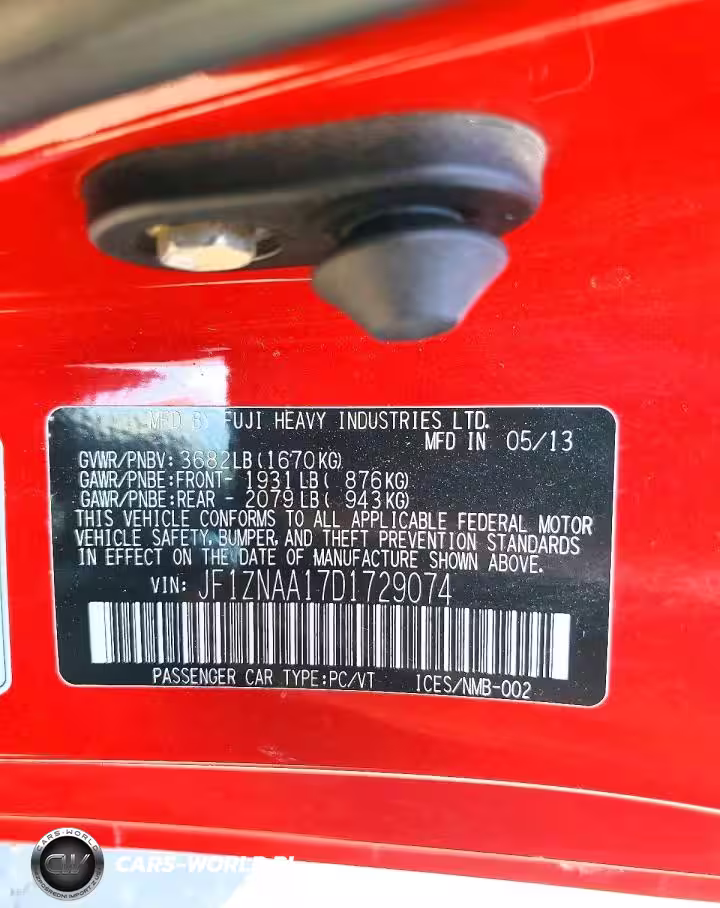 MFD BY FUJI HEAVY INDUSTRIES LTD.
MFD IN 05/13
GVWR/PNBV: 3682LB(1670KG)
GAWR/PNBE:FRONT- 1931LB( 876KG)
GAWR/PNBE:REAR - 2079LB( 943KG)
THIS VEHICLE CONFORMS TO ALL APPLICABLE FEDERAL MOTOR
VEHICLE SAFETY, BUMPER, AND THEFT PREVENTION STANDARDS
IN EFFECT ON THE DATE OF MANUFACTURE SHOWN ABOVE.
VIN: JF1ZNAA17D1729074
PASSENGER CAR TYPE:PC/VT ICES/NMB-002
CARS-WORLD
CW
CARS-WORLD.PL